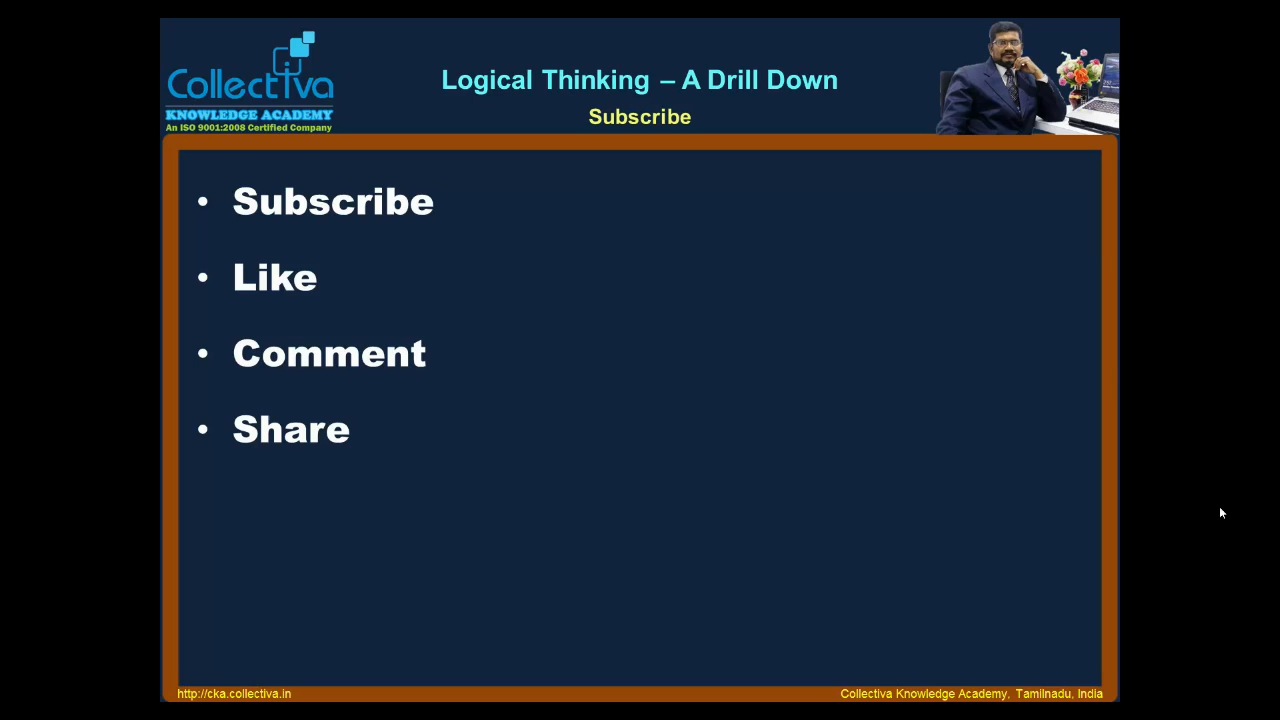 Collectiva
KNOWLEDGE ACADEMY
An ISO 9001:2008 Certified Company
Logical Thinking – A Drill Down
Subscribe
• Subscribe
• Like
• Comment
• Share
http://cka.collectiva.in
Collectiva Knowledge Academy, Tamilnadu, India